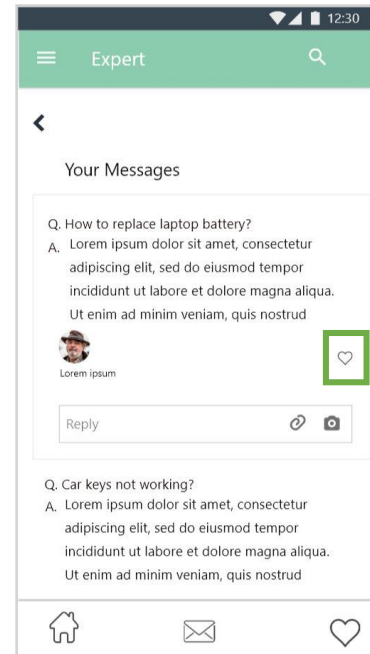 12:30
Expert
Your Messages
Q. How to replace laptop battery?
A. Lorem ipsum dolor sit amet, consectetur
adipiscing elit, sed do eiusmod tempor
incididunt ut labore et dolore magna aliqua.
Ut enim ad minim veniam, quis nostrud
Lorem ipsum
Reply
Q. Car keys not working?
A. Lorem ipsum dolor sit amet, consectetur
adipiscing elit, sed do eiusmod tempor
incididunt ut labore et dolore magna aliqua.
Ut enim ad minim veniam, quis nostrud